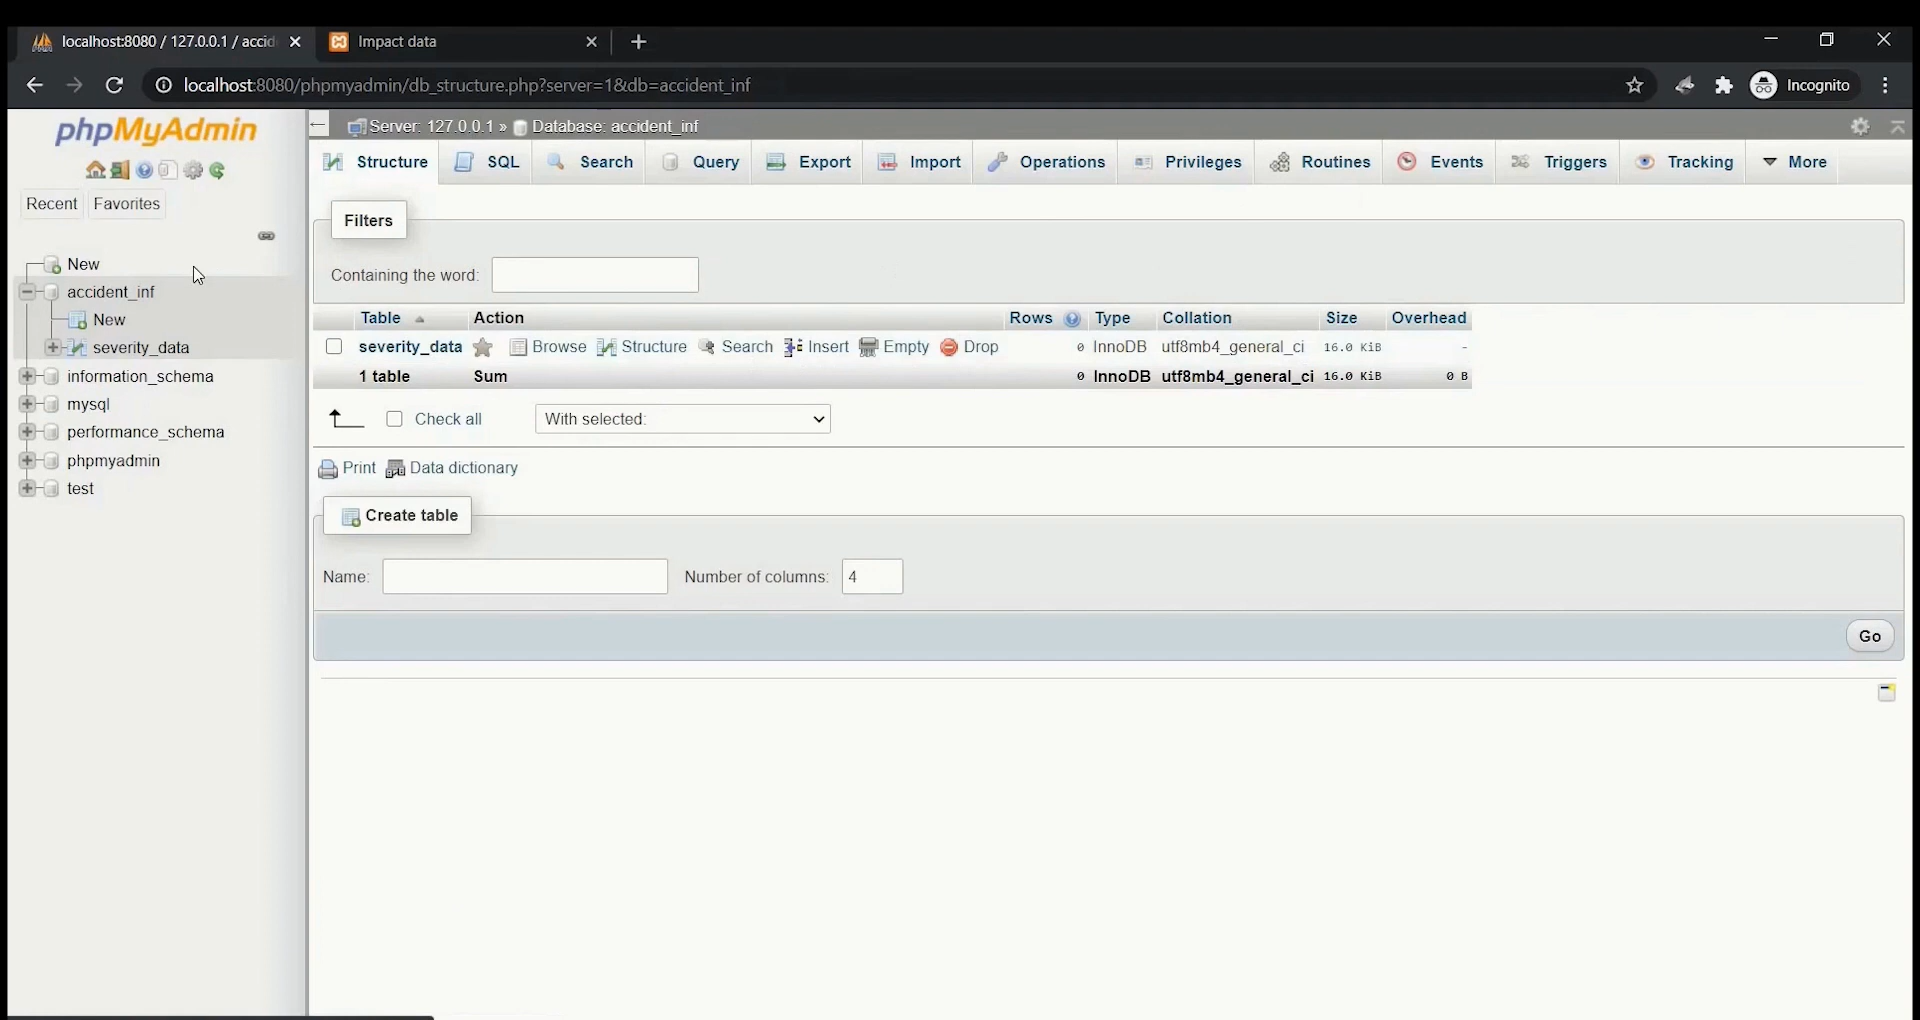 localhost:8080 / 127.0.0.1 / accid
Impact data
localhost:8080/phpmyadmin/db_structure.php?server=1&db=accident_inf
Incognito
phpMyAdmin
Server: 127.0.0.1 » Database: accident_inf
Structure SQL Search Query Export Import Operations Privileges Routines Events Triggers Tracking More
Recent Favorites
New
accident_inf
New
severity_data
information_schema
mysql
performance_schema
phpmyadmin
test
Filters
Containing the word:
Table Action Rows Type Collation Size Overhead
severity_data Browse Structure Search Insert Empty Drop 0 InnoDB utf8mb4_general_ci 16.0 KiB -
1 table Sum 0 InnoDB utf8mb4_general_ci 16.0 KiB 0 B
Check all With selected:
Print Data dictionary
Create table
Name: Number of columns: 4
Go